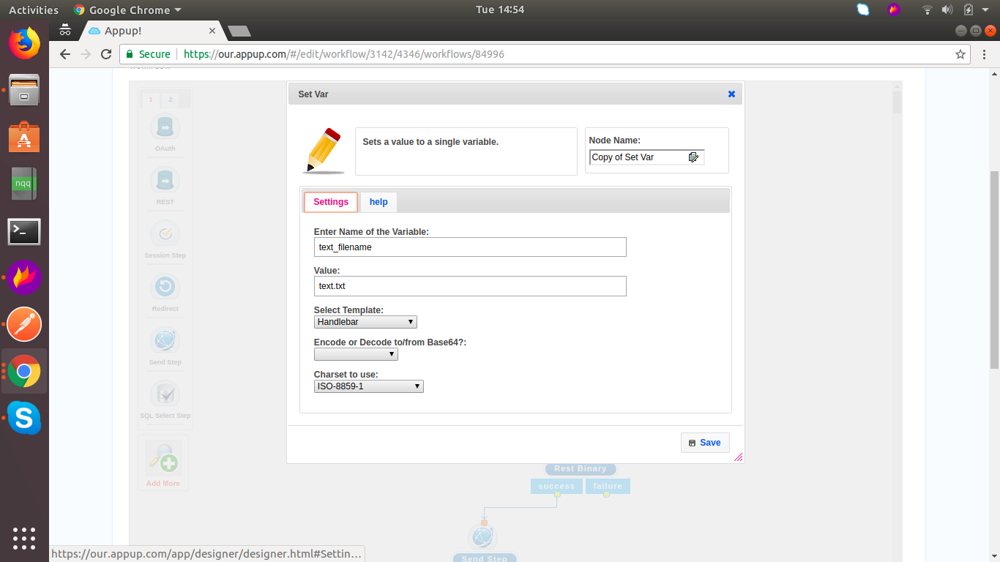 Activities
Google Chrome
Tue 14:54
Appup!
Secure
https://our.appup.com/#/edit/workflow/3142/4346/workflows/84996
nqq
1 2
OAuth
REST
Session Step
Redirect
Send Step
SQL Select Step
Add More
Set Var
Sets a value to a single variable.
Node Name:
Copy of Set Var
Settings
help
Enter Name of the Variable:
text_filename
Value:
text.txt
Select Template:
Handlebar
Encode or Decode to/from Base64?:
Charset to use:
ISO-8859-1
Save
Rest Binary
success
failure
Send Step
https://our.appup.com/app/designer/designer.html#Settin…